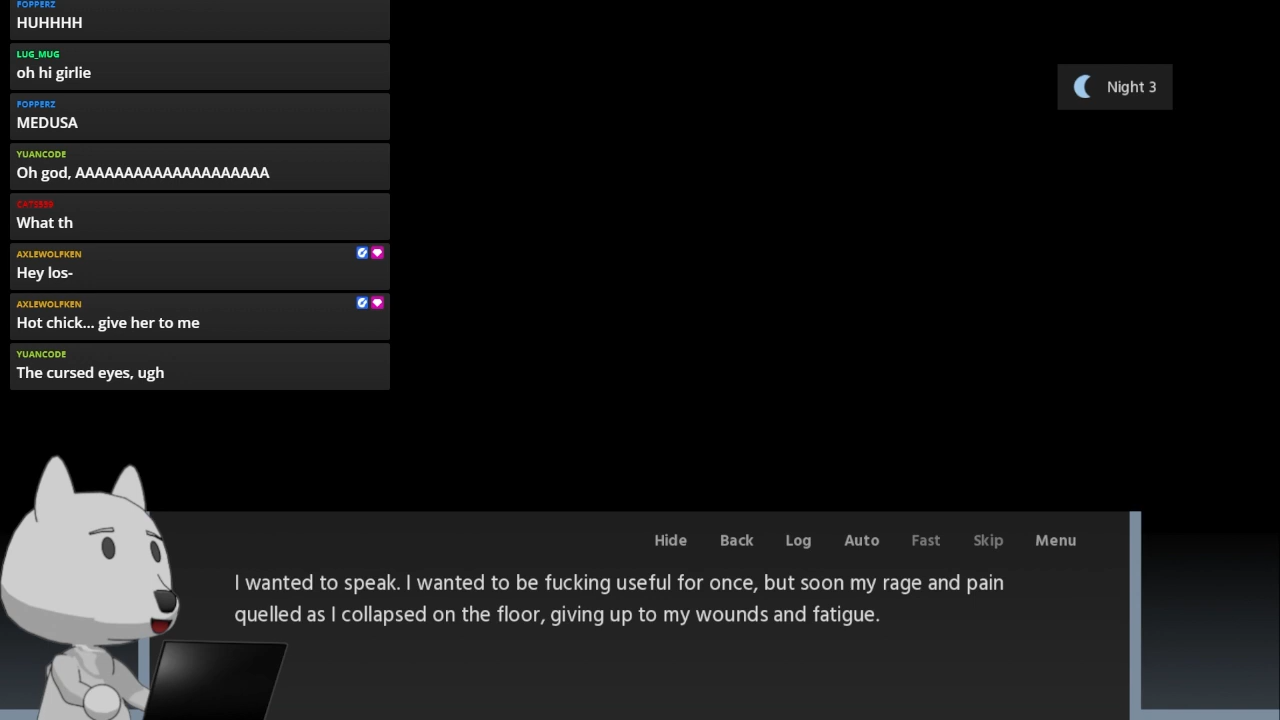 FOPPERZ
HUHHHH
LUG_MUG
oh hi girlie
FOPPERZ
MEDUSA
YUANCODE
Oh god, AAAAAAAAAAAAAAAAAAAA
CATS589
What th
AXLEWOLFKEN
Hey los-
AXLEWOLFKEN
Hot chick... give her to me
YUANCODE
The cursed eyes, ugh
Night 3
Hide Back Log Auto Fast Skip Menu
I wanted to speak. I wanted to be fucking useful for once, but soon my rage and pain
quelled as I collapsed on the floor, giving up to my wounds and fatigue.